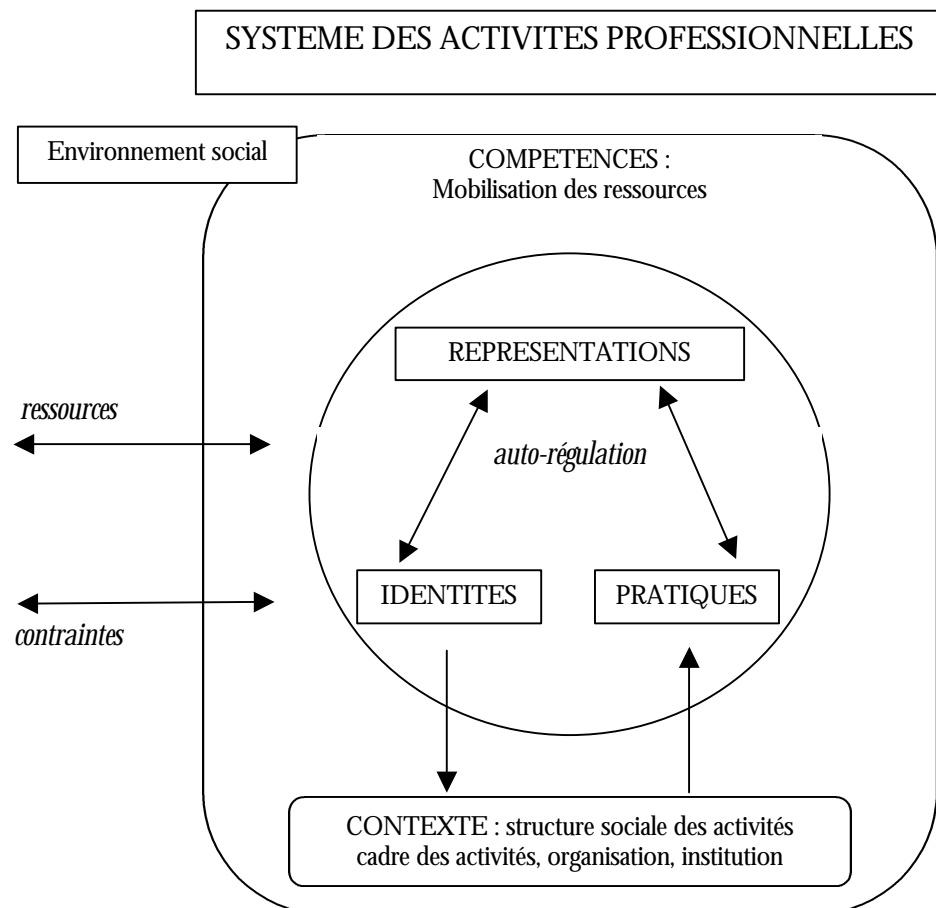 SYSTEME DES ACTIVITES PROFESSIONNELLES
Environnement social
COMPETENCES :
Mobilisation des ressources
REPRESENTATIONS
ressources
auto-régulation
IDENTITES
PRATIQUES
contraintes
CONTEXTE : structure sociale des activités
cadre des activités, organisation, institution